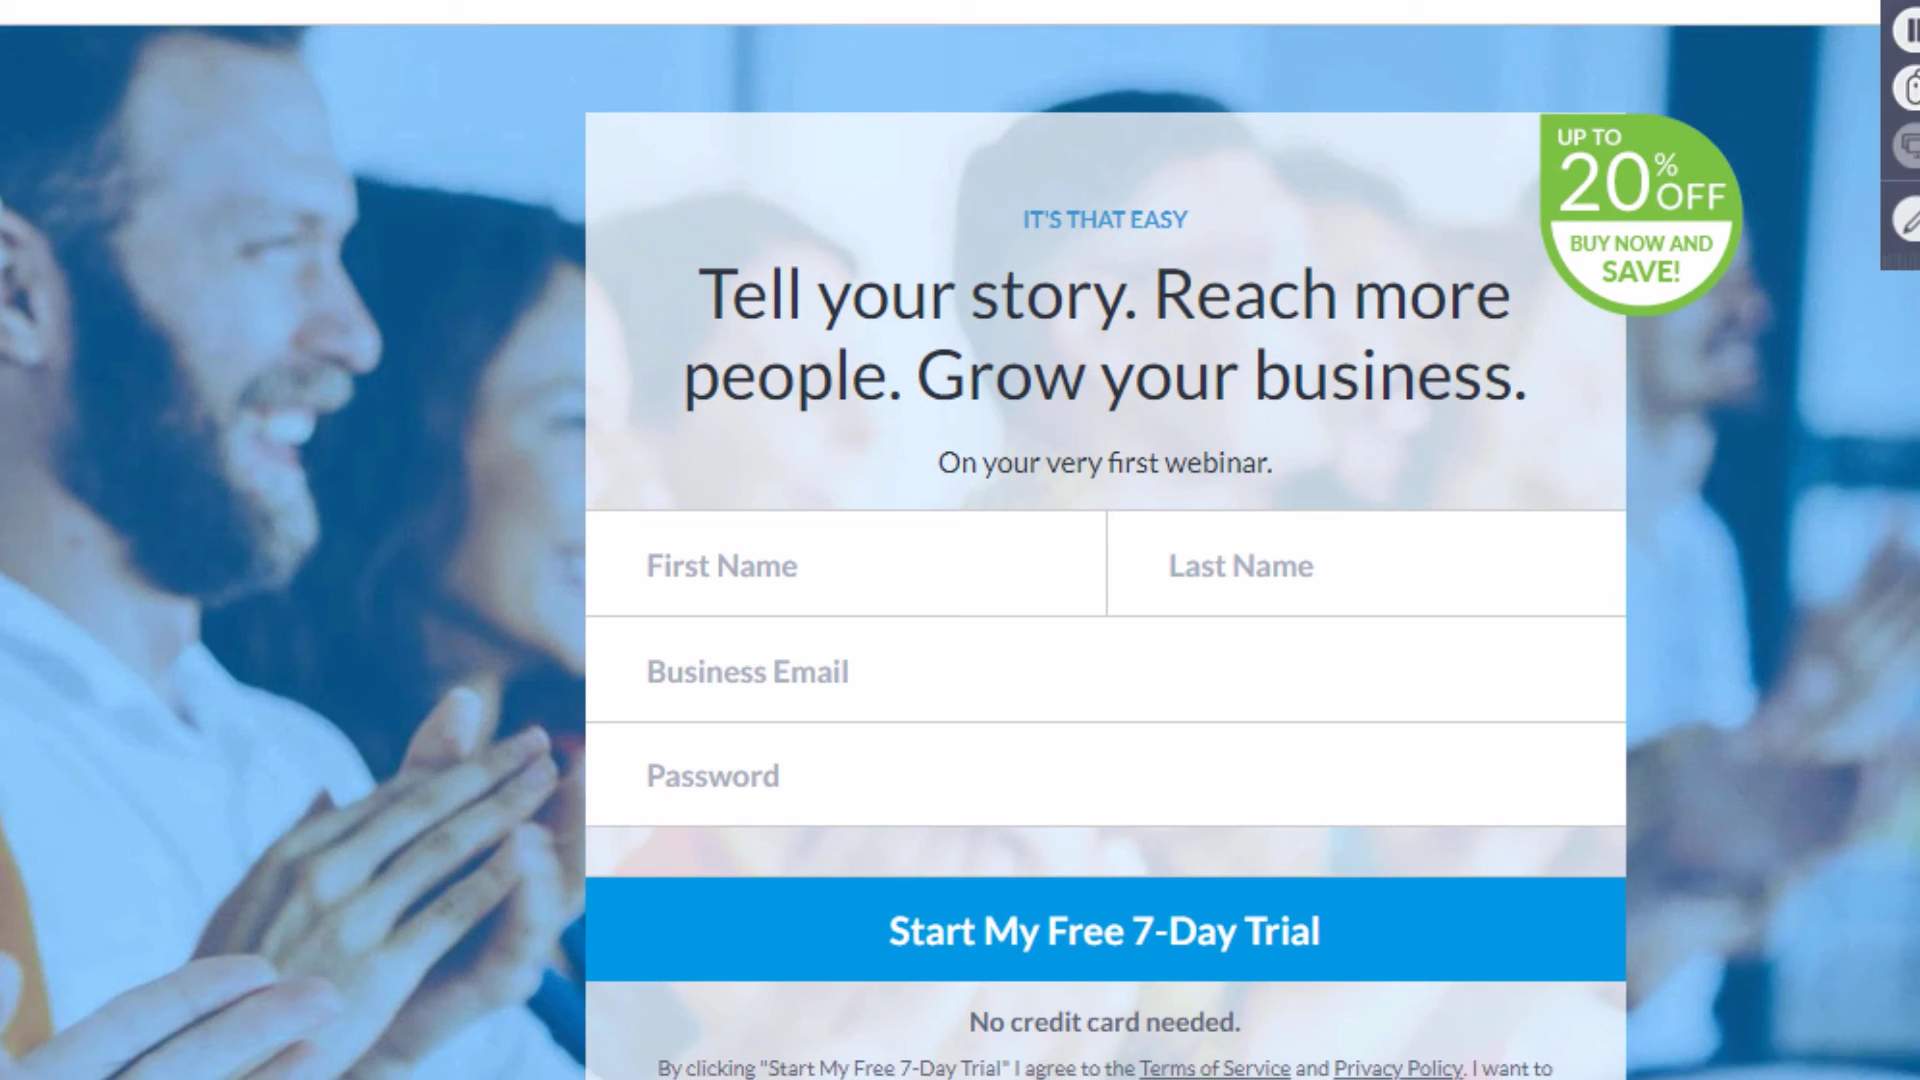 UP TO
20% OFF
BUY NOW AND
SAVE!
IT'S THAT EASY
Tell your story. Reach more
people. Grow your business.
On your very first webinar.
First Name
Last Name
Business Email
Password
Start My Free 7-Day Trial
No credit card needed.
By clicking "Start My Free 7-Day Trial" I agree to the Terms of Service and Privacy Policy. I want to